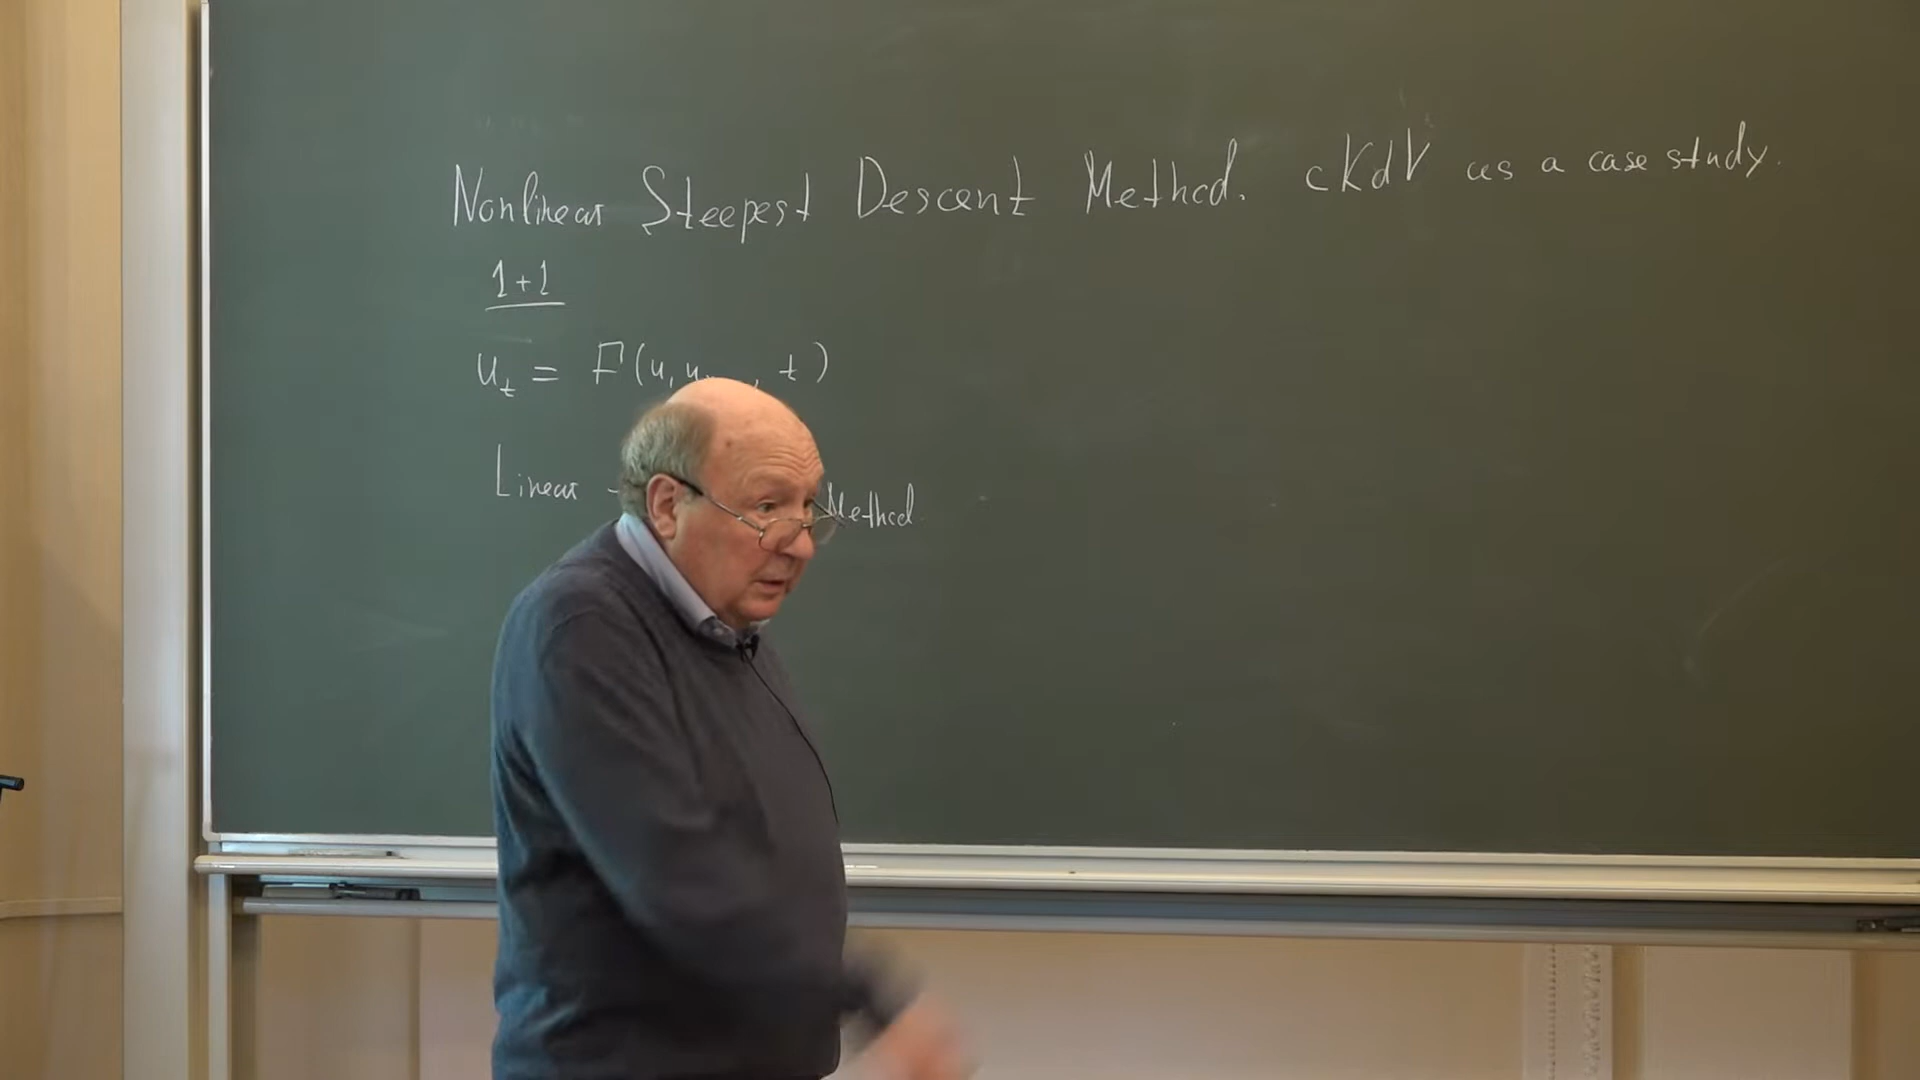 Nonlinear Steepest Descent Method. cKdV as a case study.
1+1
u_t = F(u, u , t)
Linear - Method.